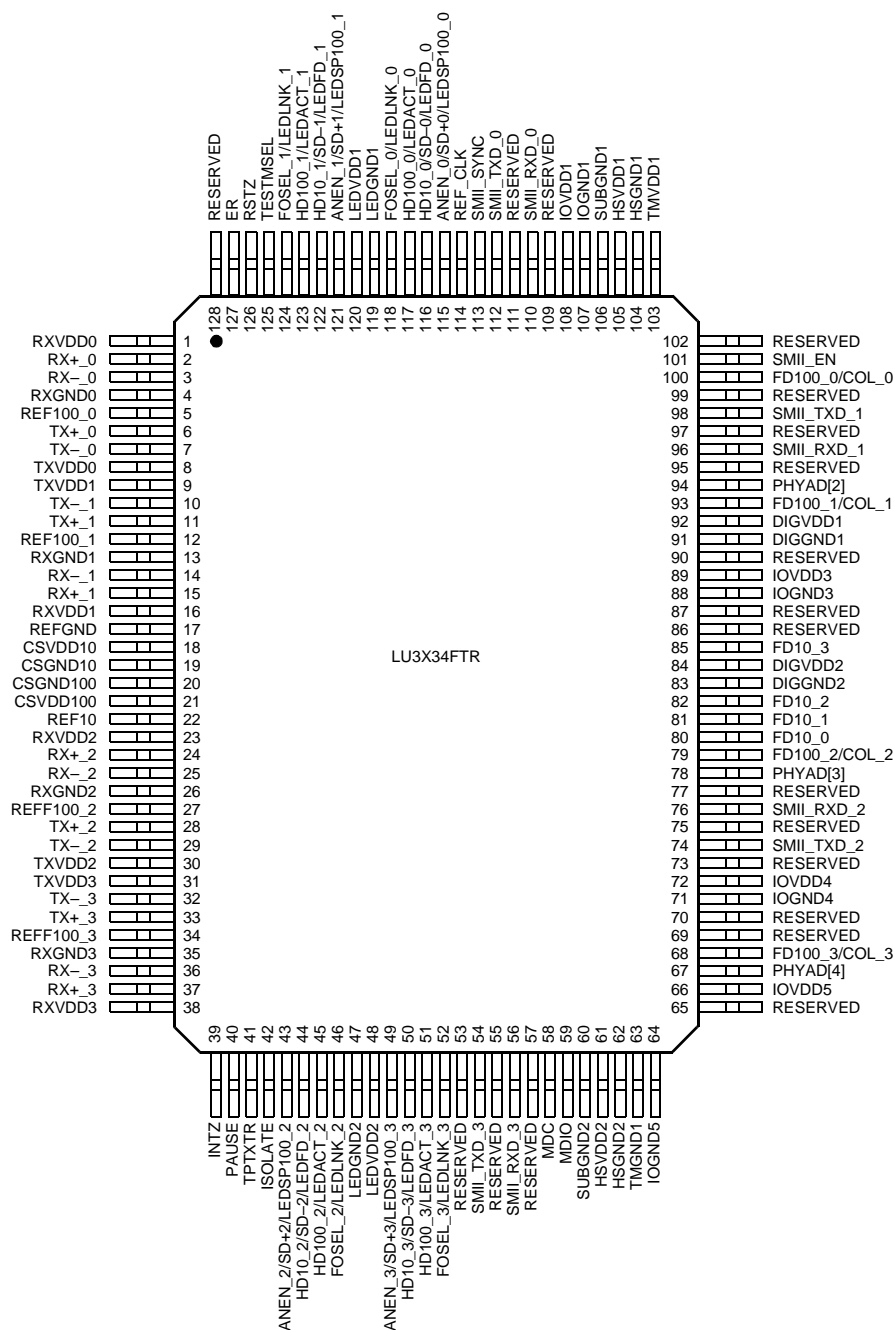 RESERVED
ER
RSTZ
TESTMSEL
FOSEL_1/LEDLNK_1
HD100_1/LEDACT_1
HD10_1/SD–1/LEDFD_1
ANEN_1/SD+1/LEDSP100_1
LEDVDD1
LEDGND1
FOSEL_0/LEDLNK_0
HD100_0/LEDACT_0
HD10_0/SD–0/LEDFD_0
ANEN_0/SD+0/LEDSP100_0
REF_CLK
SMII_SYNC
SMII_TXD_0
RESERVED
SMII_RXD_0
RESERVED
IOVDD1
IOGND1
SUBGND1
HSVDD1
HSGND1
TMVDD1
128
127
126
125
124
123
122
121
120
119
118
117
116
115
114
113
112
111
110
109
108
107
106
105
104
103
RXVDD0 1
RX+_0 2
RX–_0 3
RXGND0 4
REF100_0 5
TX+_0 6
TX–_0 7
TXVDD0 8
TXVDD1 9
TX–_1 10
TX+_1 11
REF100_1 12
RXGND1 13
RX–_1 14
RX+_1 15
RXVDD1 16
REFGND 17
CSVDD10 18
CSGND10 19
CSGND100 20
CSVDD100 21
REF10 22
RXVDD2 23
RX+_2 24
RX–_2 25
RXGND2 26
REFF100_2 27
TX+_2 28
TX–_2 29
TXVDD2 30
TXVDD3 31
TX–_3 32
TX+_3 33
REFF100_3 34
RXGND3 35
RX–_3 36
RX+_3 37
RXVDD3 38
LU3X34FTR
102 RESERVED
101 SMII_EN
100 FD100_0/COL_0
99 RESERVED
98 SMII_TXD_1
97 RESERVED
96 SMII_RXD_1
95 RESERVED
94 PHYAD[2]
93 FD100_1/COL_1
92 DIGVDD1
91 DIGGND1
90 RESERVED
89 IOVDD3
88 IOGND3
87 RESERVED
86 RESERVED
85 FD10_3
84 DIGVDD2
83 DIGGND2
82 FD10_2
81 FD10_1
80 FD10_0
79 FD100_2/COL_2
78 PHYAD[3]
77 RESERVED
76 SMII_RXD_2
75 RESERVED
74 SMII_TXD_2
73 RESERVED
72 IOVDD4
71 IOGND4
70 RESERVED
69 RESERVED
68 FD100_3/COL_3
67 PHYAD[4]
66 IOVDD5
65 RESERVED
39
40
41
42
43
44
45
46
47
48
49
50
51
52
53
54
55
56
57
58
59
60
61
62
63
64
INTZ
PAUSE
TPTXTR
ISOLATE
ANEN_2/SD+2/LEDSP100_2
HD10_2/SD–2/LEDFD_2
HD100_2/LEDACT_2
FOSEL_2/LEDLNK_2
LEDGND2
LEDVDD2
ANEN_3/SD+3/LEDSP100_3
HD10_3/SD–3/LEDFD_3
HD100_3/LEDACT_3
FOSEL_3/LEDLNK_3
RESERVED
SMII_TXD_3
RESERVED
SMII_RXD_3
RESERVED
MDC
MDIO
SUBGND2
HSVDD2
HSGND2
TMGND1
IOGND5